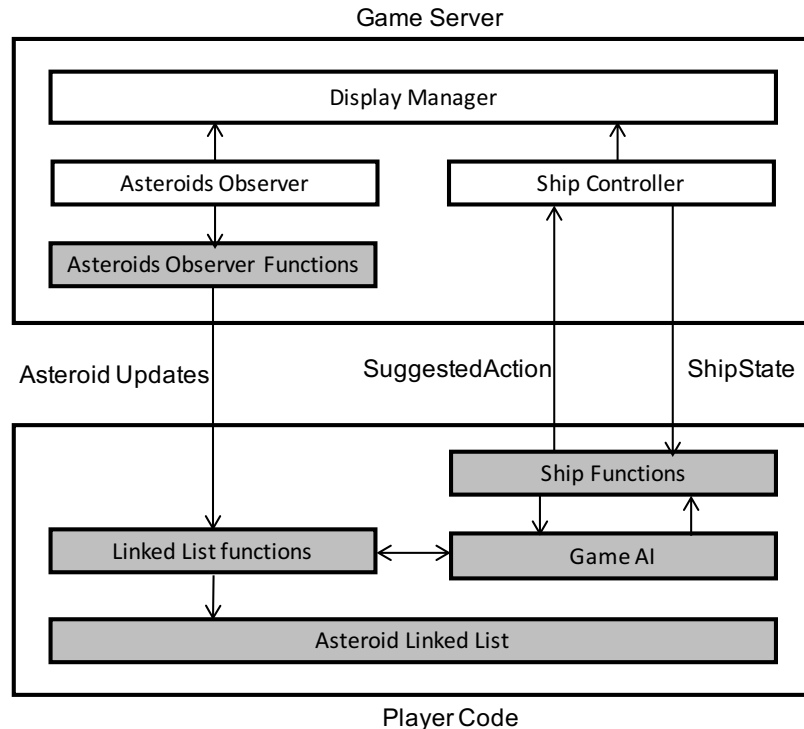 Game Server
Display Manager
Asteroids Observer
Ship Controller
Asteroids Observer Functions
Asteroid Updates
SuggestedAction
ShipState
Ship Functions
Linked List functions
Game AI
Asteroid Linked List
Player Code